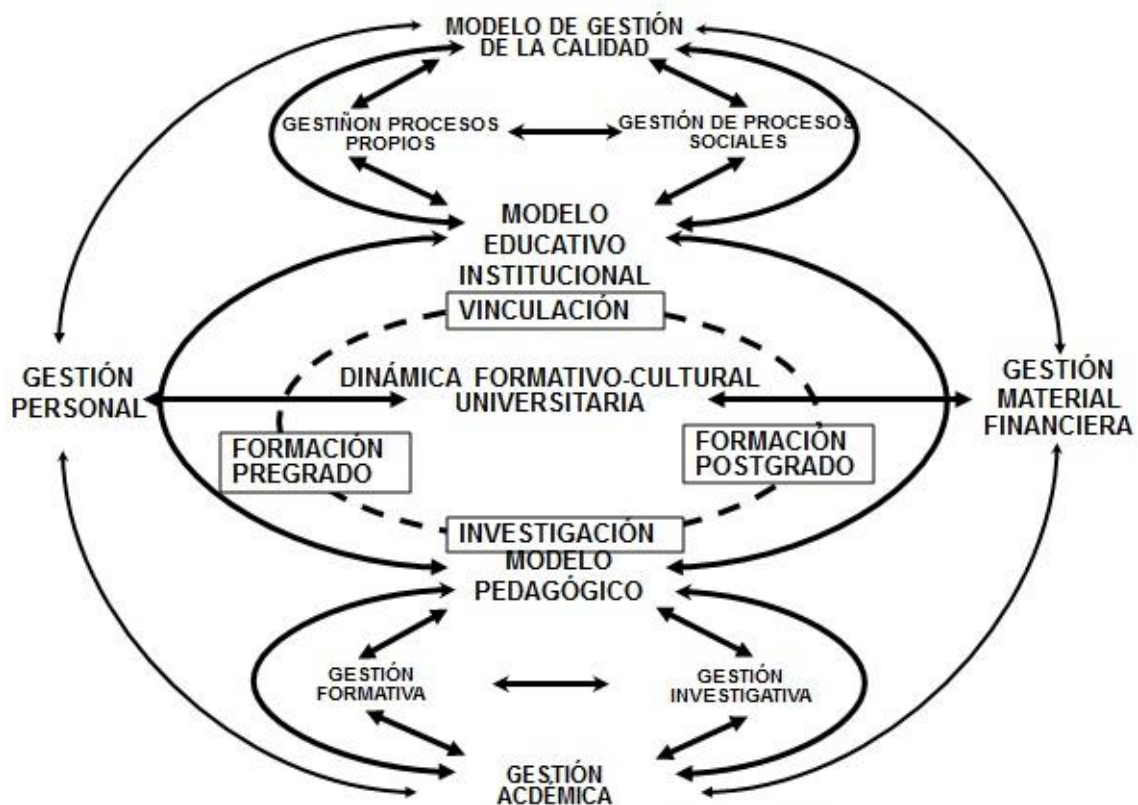 MODELO DE GESTIÓN
DE LA CALIDAD
GESTIÑON PROCESOS
PROPIOS
GESTIÓN DE PROCESOS
SOCIALES
MODELO
EDUCATIVO
INSTITUCIONAL
VINCULACIÓN
GESTIÓN
PERSONAL
DINÁMICA FORMATIVO-CULTURAL
UNIVERSITARIA
GESTIÓN
MATERIAL
FINANCIERA
FORMACIÓN
PREGRADO
FORMACIÓN
POSTGRADO
INVESTIGACIÓN
MODELO
PEDAGÓGICO
GESTIÓN
FORMATIVA
GESTIÓN
INVESTIGATIVA
GESTIÓN
ACDÉMICA